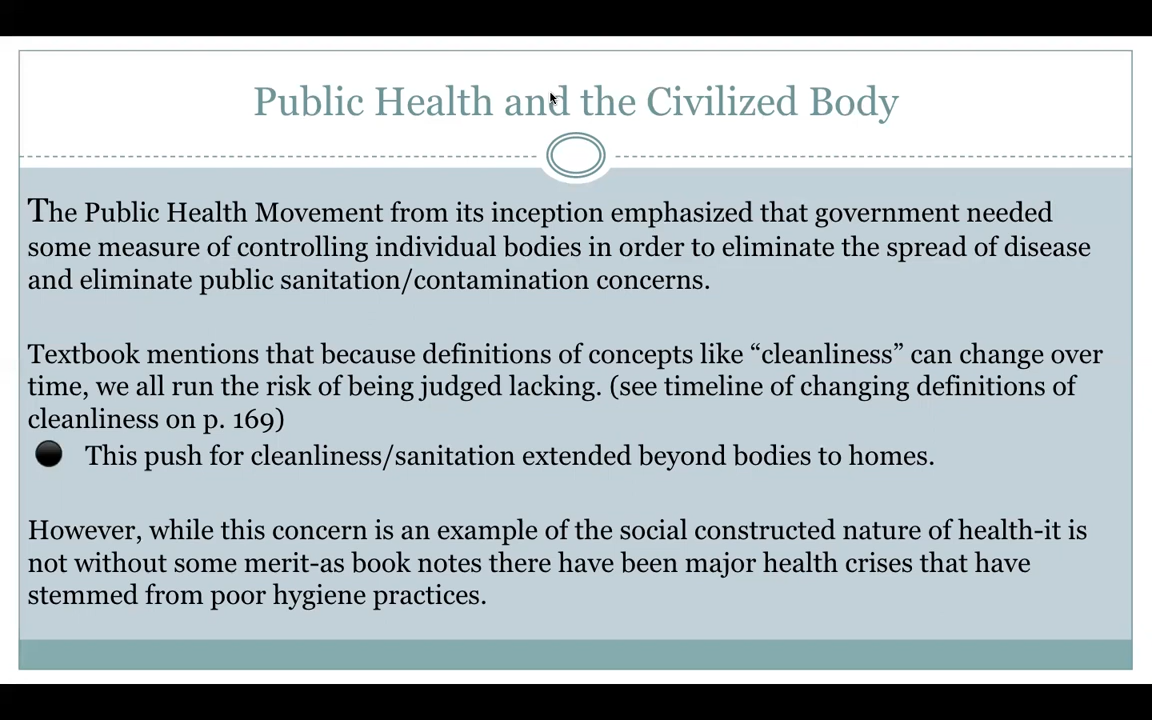 Public Health and the Civilized Body
The Public Health Movement from its inception emphasized that government needed
some measure of controlling individual bodies in order to eliminate the spread of disease
and eliminate public sanitation/contamination concerns.
Textbook mentions that because definitions of concepts like “cleanliness” can change over
time, we all run the risk of being judged lacking. (see timeline of changing definitions of
cleanliness on p. 169)
● This push for cleanliness/sanitation extended beyond bodies to homes.
However, while this concern is an example of the social constructed nature of health-it is
not without some merit-as book notes there have been major health crises that have
stemmed from poor hygiene practices.